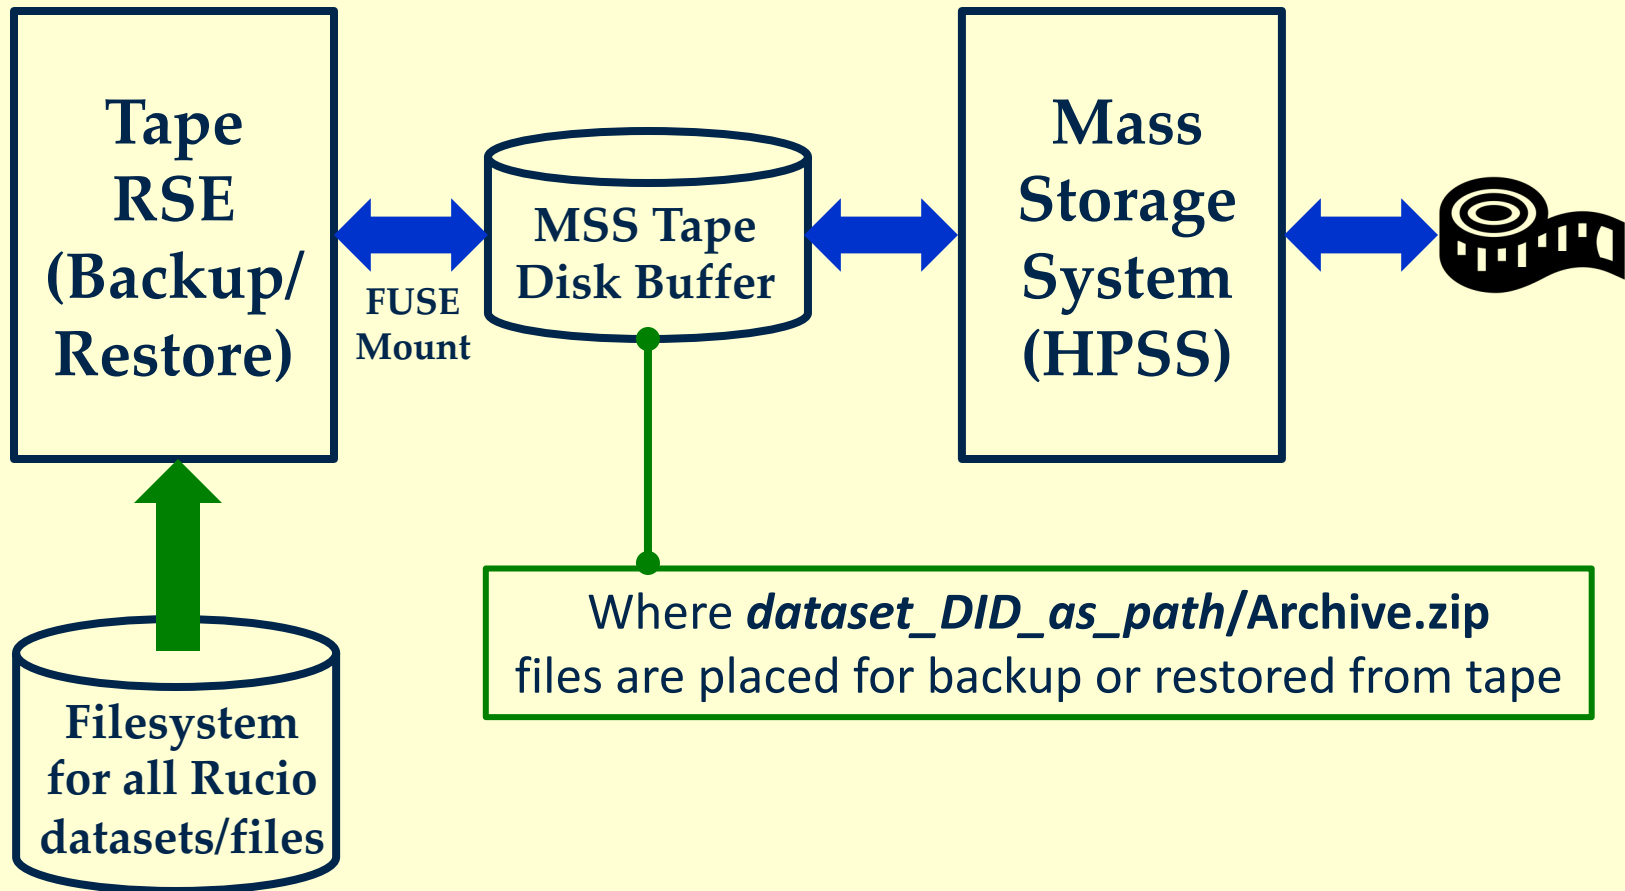 Tape
RSE
(Backup/
Restore)
FUSE
Mount
MSS Tape
Disk Buffer
Mass
Storage
System
(HPSS)
Where dataset_DID_as_path/Archive.zip
files are placed for backup or restored from tape
Filesystem
for all Rucio
datasets/files